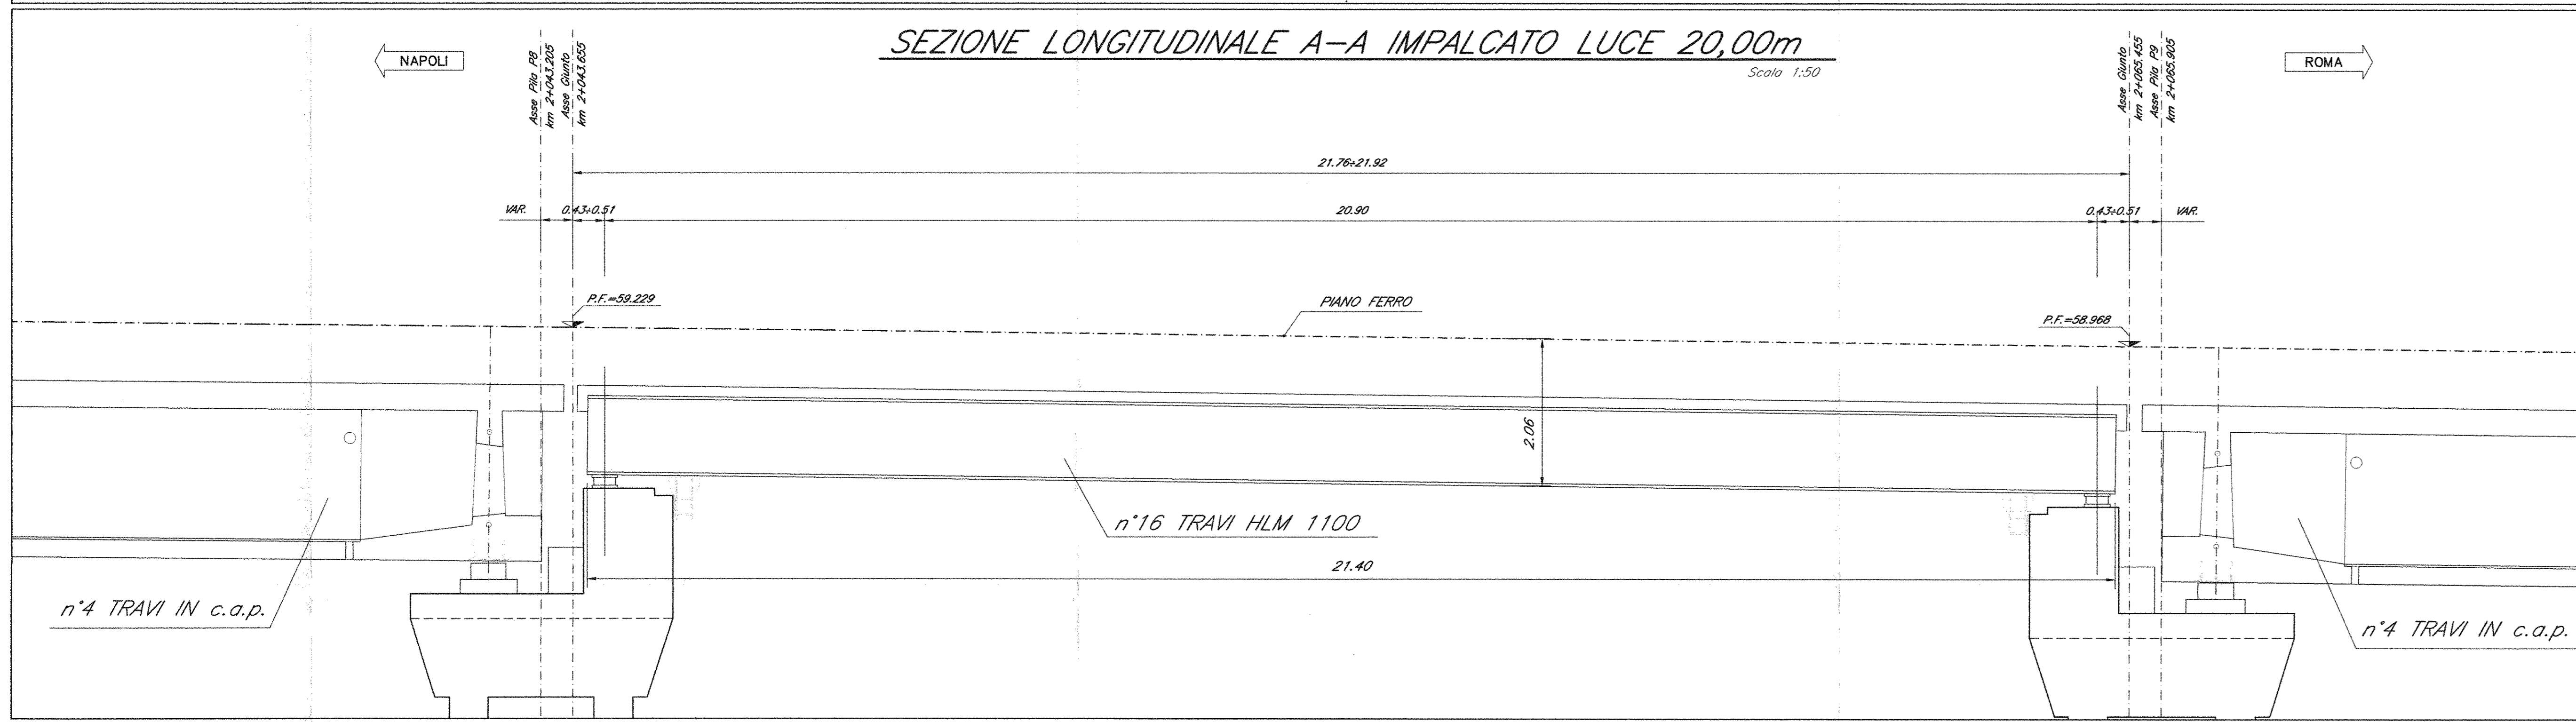 SEZIONE LONGITUDINALE A-A IMPALCATO LUCE 20,00m
Scala 1:50
NAPOLI
ROMA
Asse Pila P8
km 2+043.205
Asse Giunto
km 2+043.655
Asse Giunto
km 2+065.455
Asse Pila P9
km 2+065.905
21.76÷21.92
VAR.
0.43÷0.51
20.90
0.43÷0.51
VAR.
P.F.=59.229
PIANO FERRO
P.F.=58.968
2.06
n°16 TRAVI HLM 1100
21.40
n°4 TRAVI IN c.a.p.
n°4 TRAVI IN c.a.p.